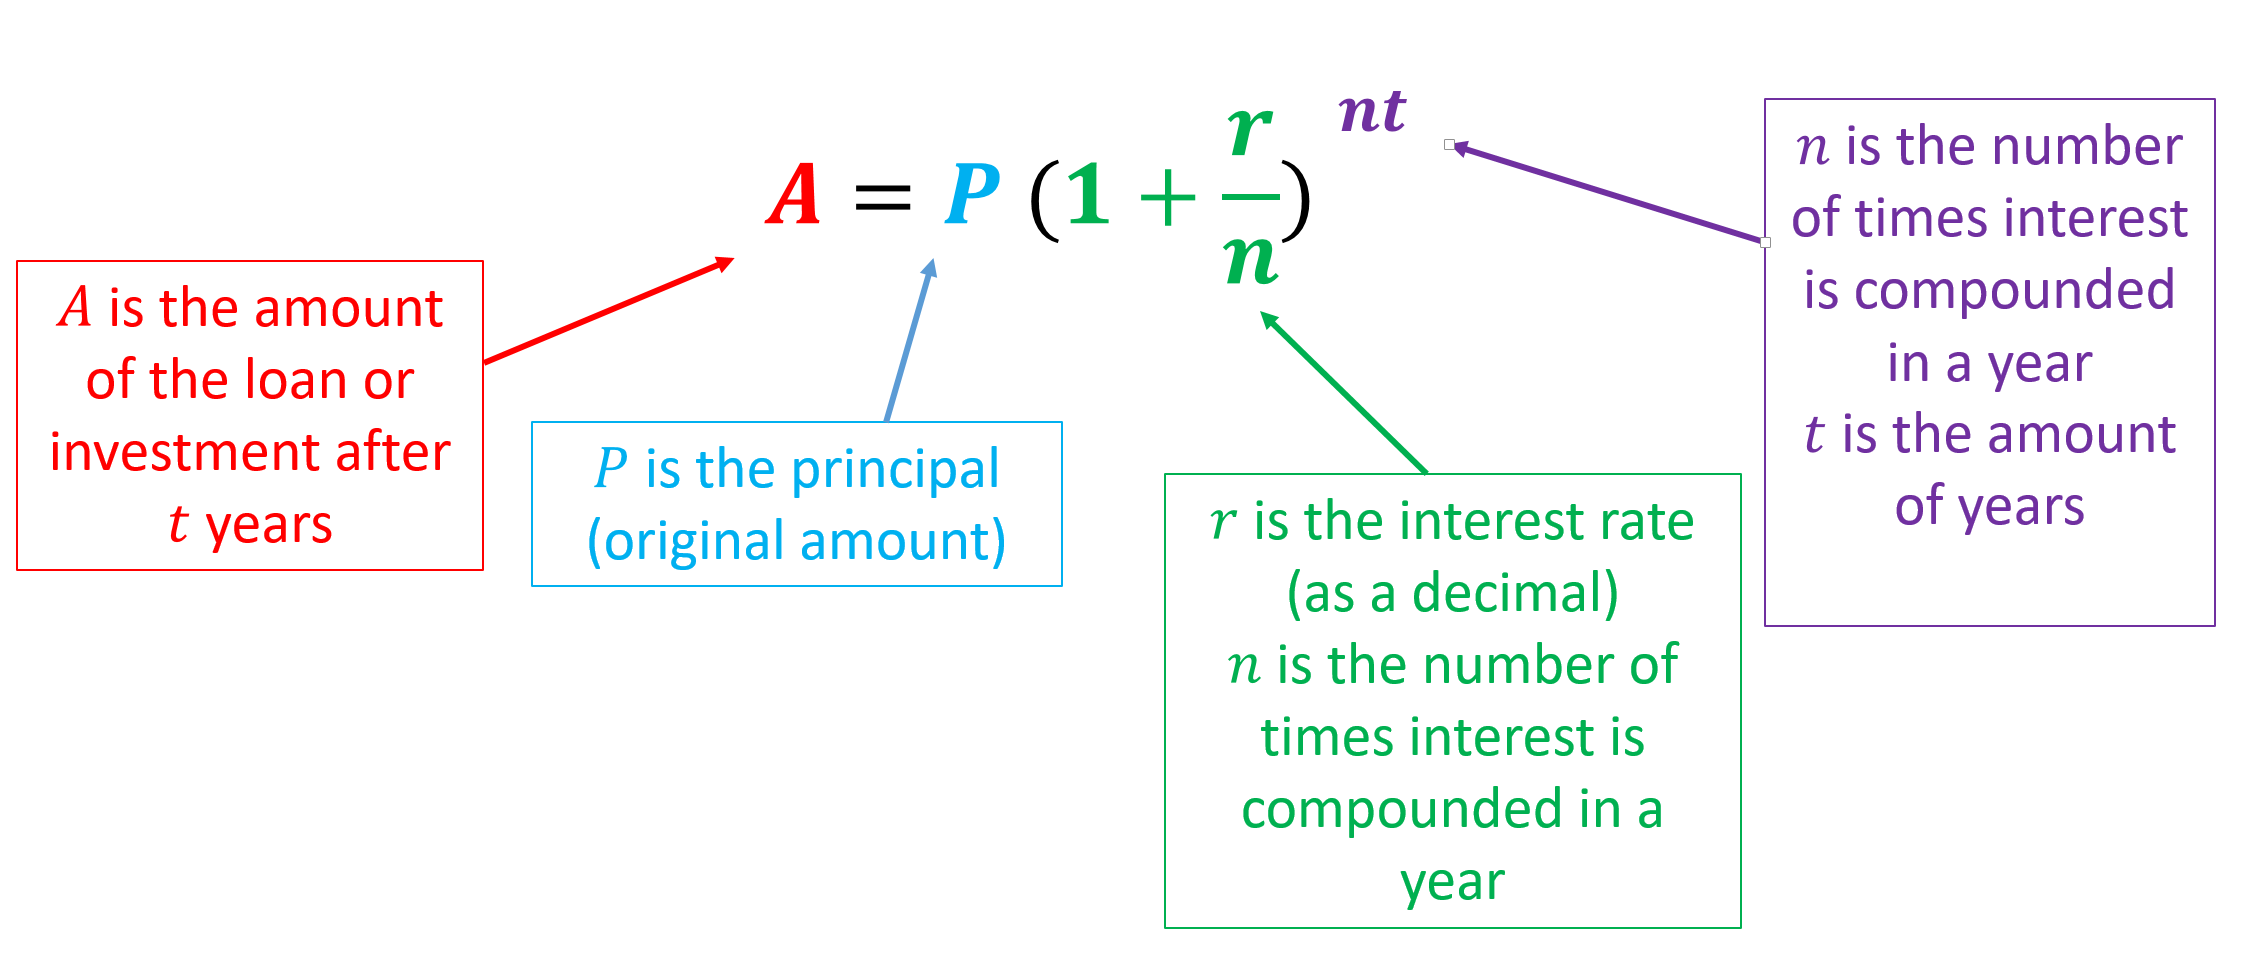 A = P (1 + r/n)^nt
A is the amount
of the loan or
investment after
t years
P is the principal
(original amount)
r is the interest rate
(as a decimal)
n is the number of
times interest is
compounded in a
year
n is the number
of times interest
is compounded
in a year
t is the amount
of years